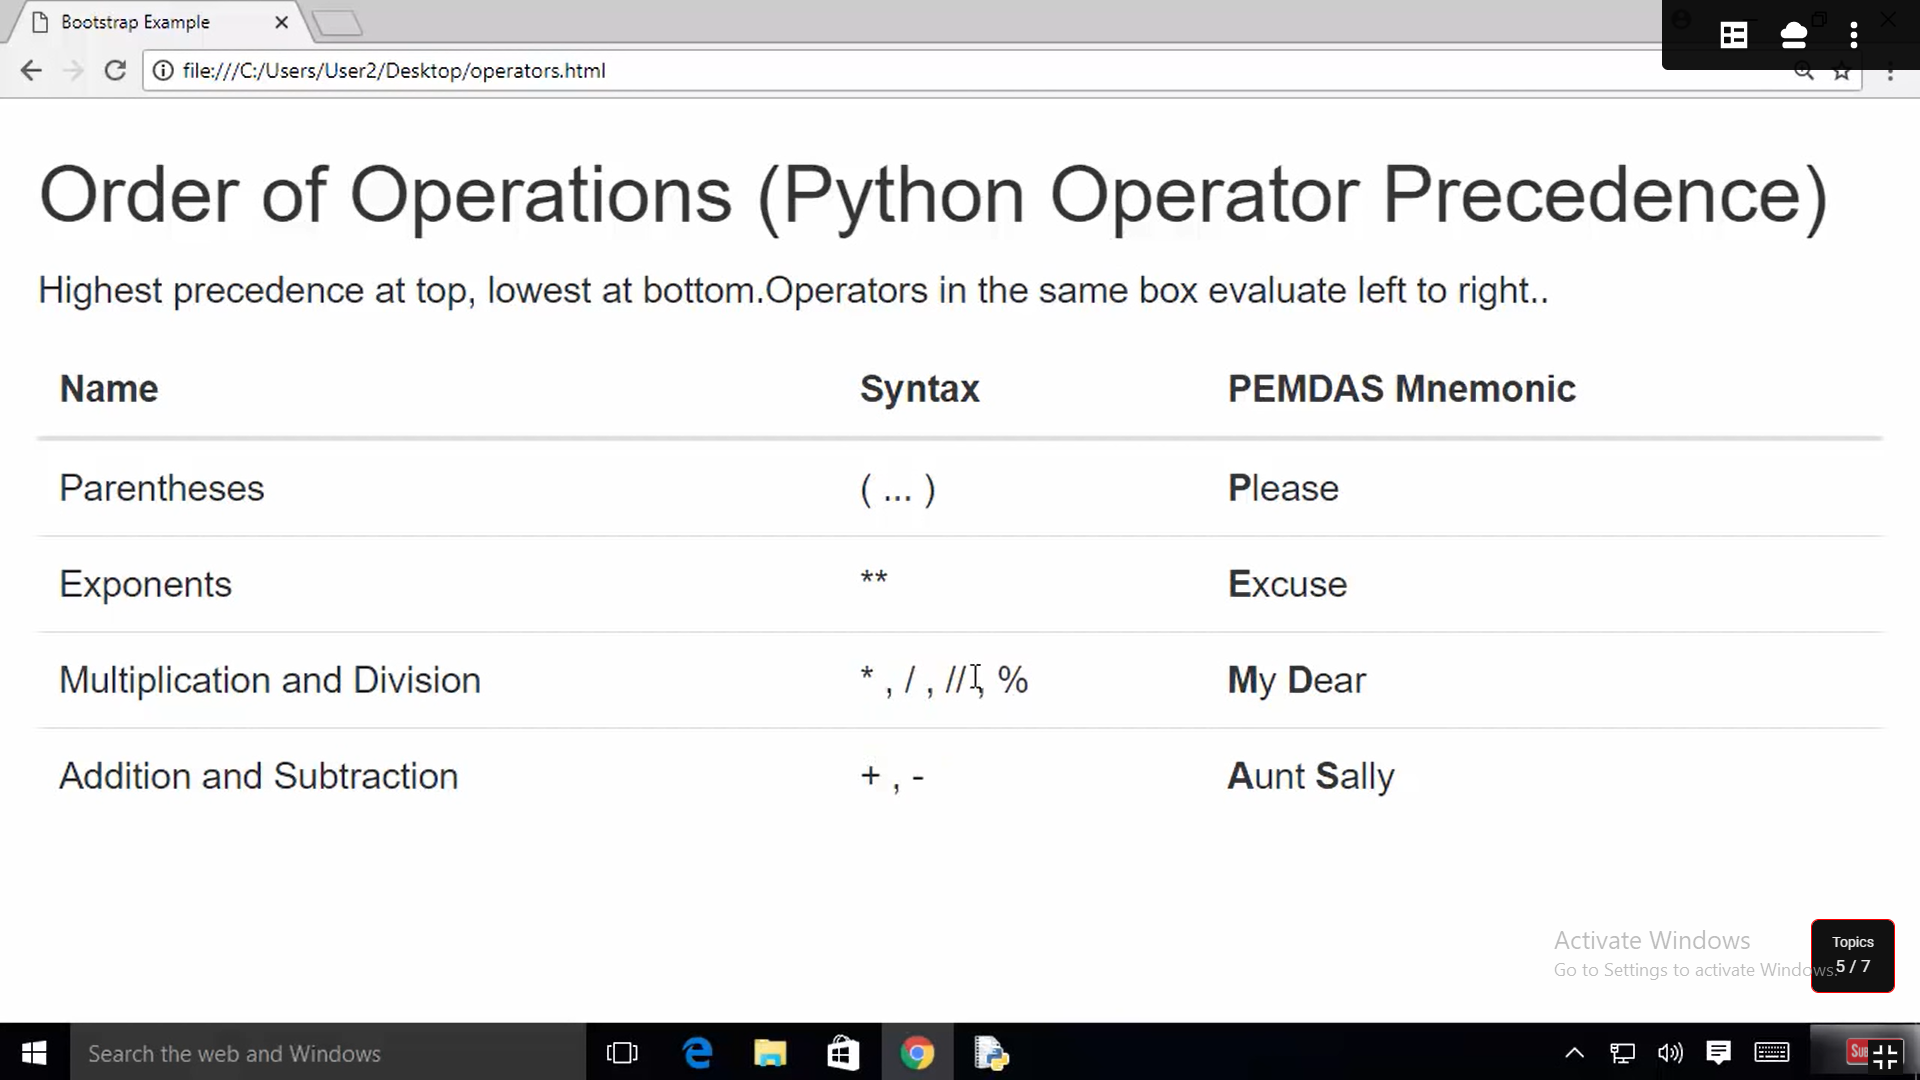 Bootstrap Example
file:///C:/Users/User2/Desktop/operators.html
Order of Operations (Python Operator Precedence)
Highest precedence at top, lowest at bottom.Operators in the same box evaluate left to right..
Name Syntax PEMDAS Mnemonic
Parentheses ( ... ) Please
Exponents ** Excuse
Multiplication and Division * , / , // , % My Dear
Addition and Subtraction + , - Aunt Sally
Activate Windows
Go to Settings to activate Windows.
Topics
5 / 7
Search the web and Windows